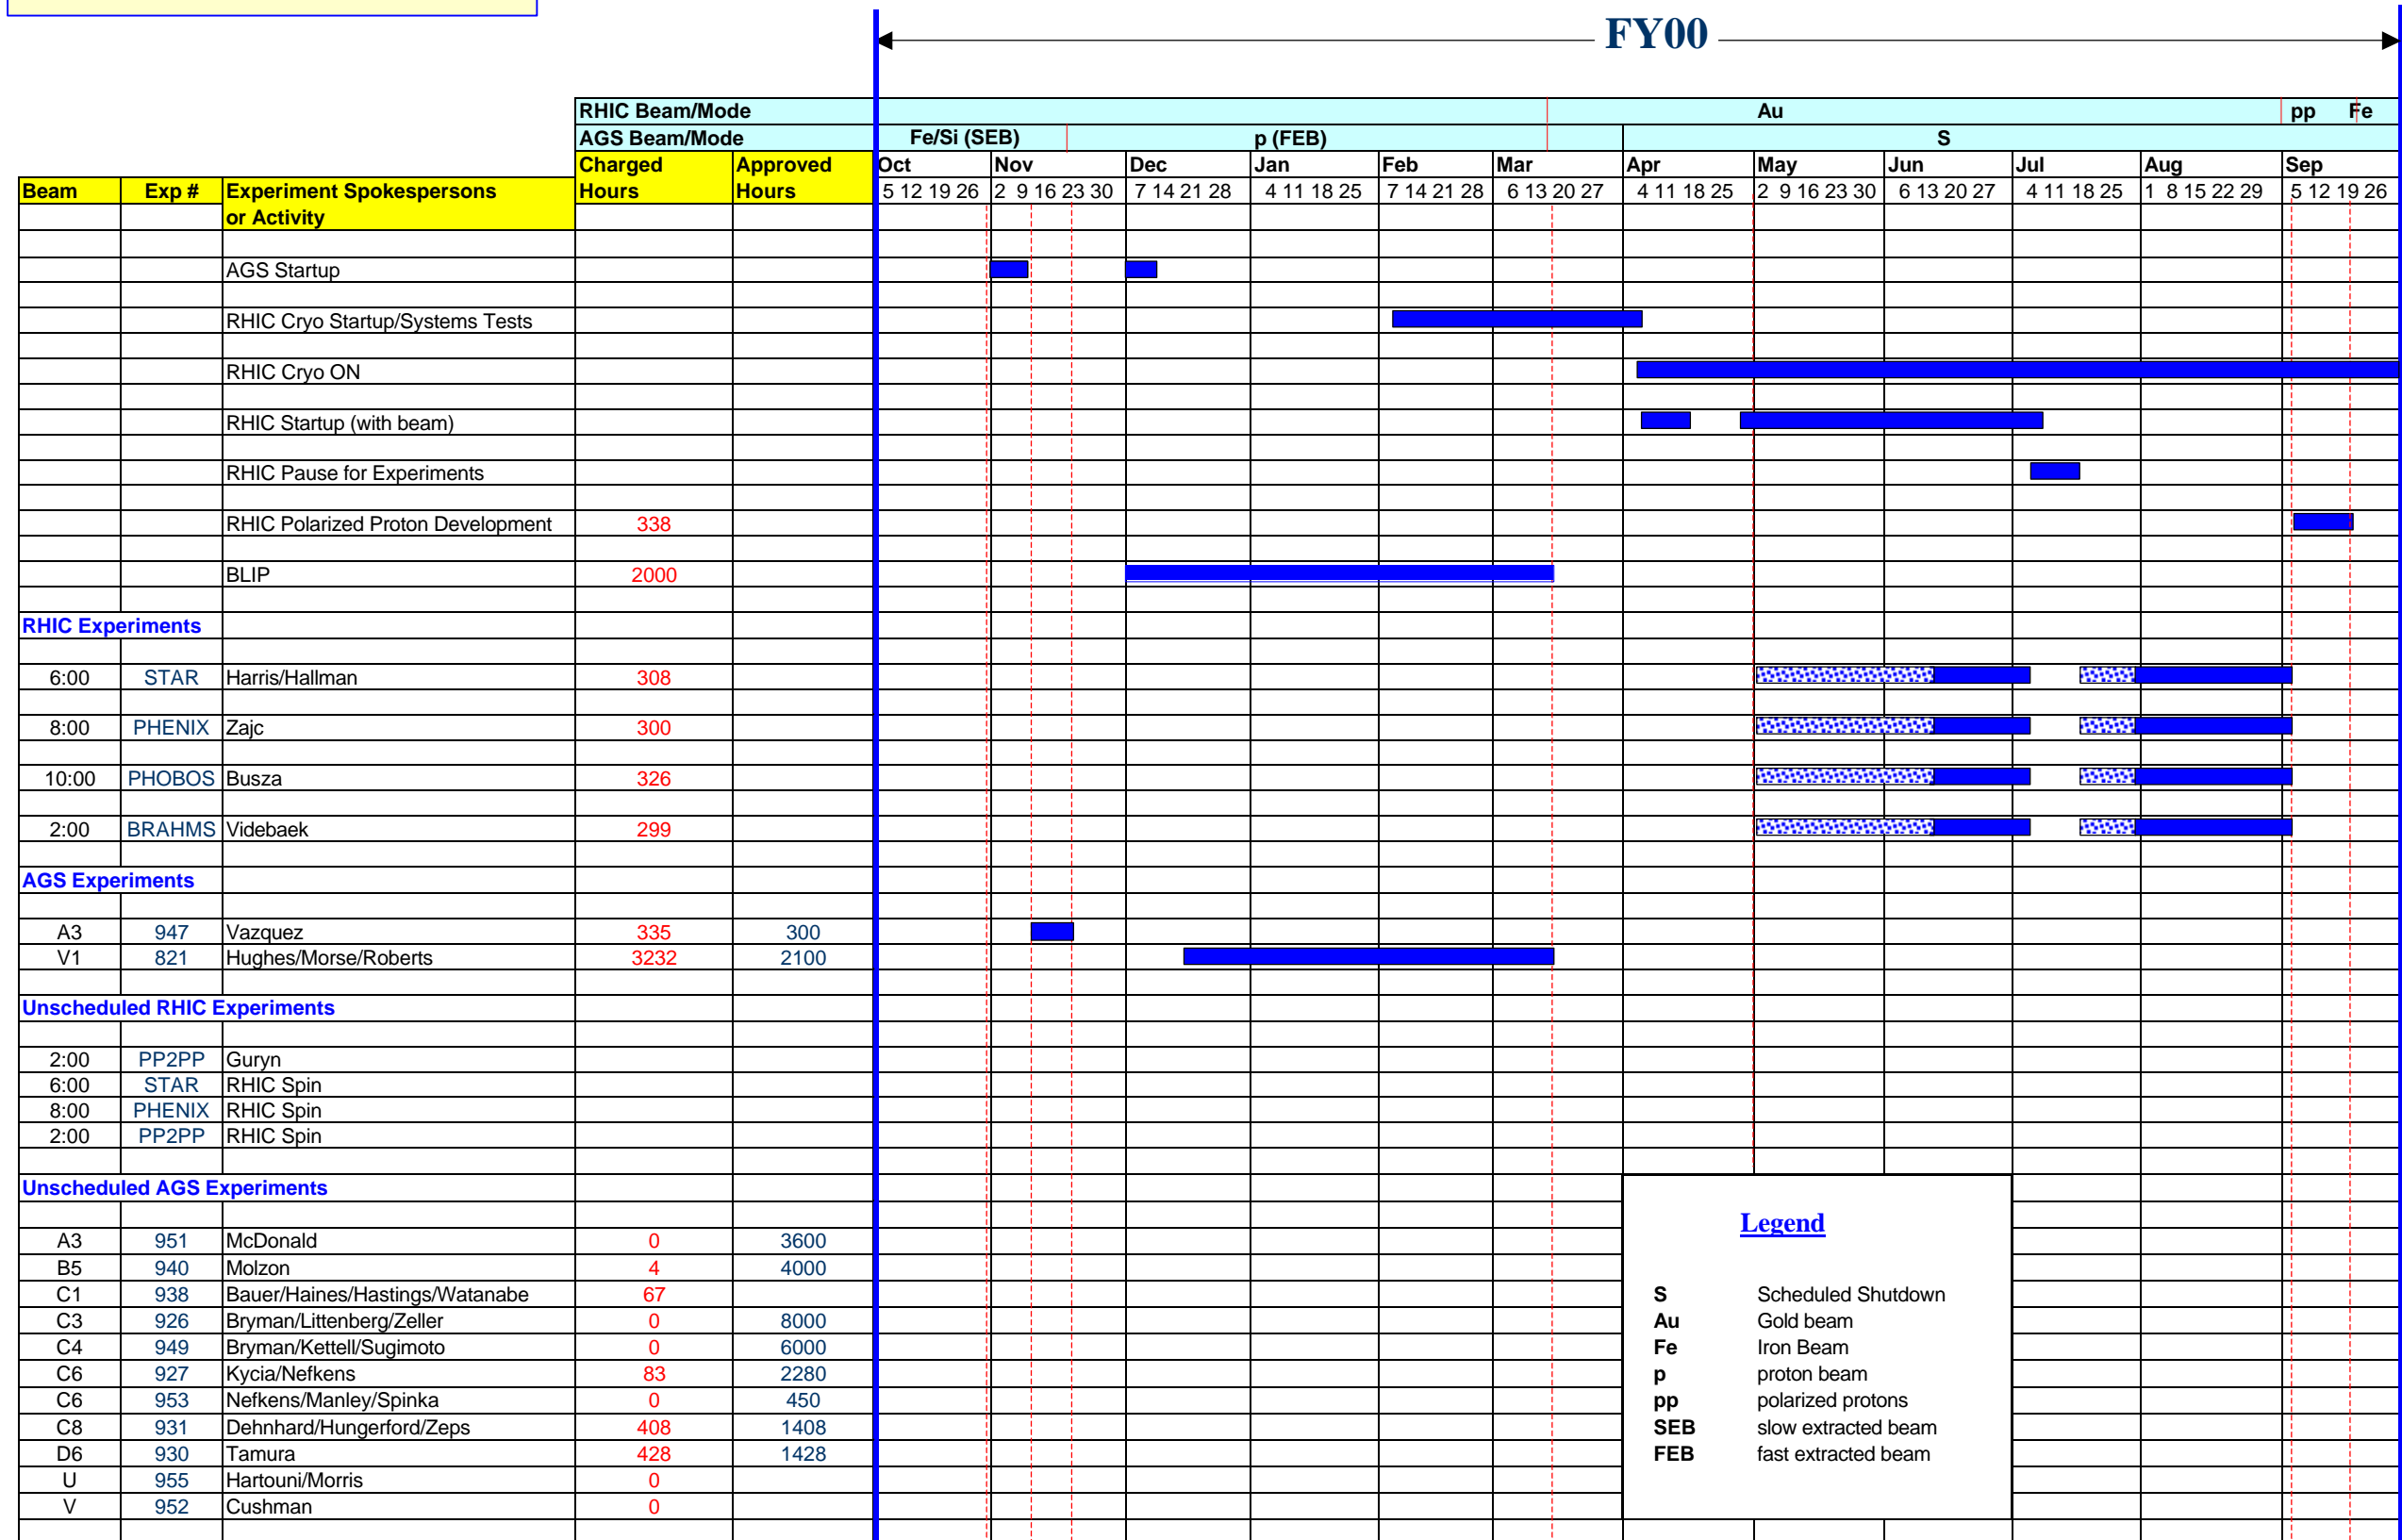 FY00
RHIC Beam/Mode Au pp Fe
AGS Beam/Mode Fe/Si (SEB) p (FEB) S
Charged Approved Oct Nov Dec Jan Feb Mar Apr May Jun Jul Aug Sep
Beam Exp # Experiment Spokespersons Hours Hours 5 12 19 26 2 9 16 23 30 7 14 21 28 4 11 18 25 7 14 21 28 6 13 20 27 4 11 18 25 2 9 16 23 30 6 13 20 27 4 11 18 25 1 8 15 22 29 5 12 19 26
or Activity
AGS Startup
RHIC Cryo Startup/Systems Tests
RHIC Cryo ON
RHIC Startup (with beam)
RHIC Pause for Experiments
RHIC Polarized Proton Development 338
BLIP 2000
RHIC Experiments
6:00 STAR Harris/Hallman 308
8:00 PHENIX Zajc 300
10:00 PHOBOS Busza 326
2:00 BRAHMS Videbaek 299
AGS Experiments
A3 947 Vazquez 335 300
V1 821 Hughes/Morse/Roberts 3232 2100
Unscheduled RHIC Experiments
2:00 PP2PP Guryn
6:00 STAR RHIC Spin
8:00 PHENIX RHIC Spin
2:00 PP2PP RHIC Spin
Unscheduled AGS Experiments
A3 951 McDonald 0 3600
B5 940 Molzon 4 4000
C1 938 Bauer/Haines/Hastings/Watanabe 67
C3 926 Bryman/Littenberg/Zeller 0 8000
C4 949 Bryman/Kettell/Sugimoto 0 6000
C6 927 Kycia/Nefkens 83 2280
C6 953 Nefkens/Manley/Spinka 0 450
C8 931 Dehnhard/Hungerford/Zeps 408 1408
D6 930 Tamura 428 1428
U 955 Hartouni/Morris 0
V 952 Cushman 0
Legend
S Scheduled Shutdown
Au Gold beam
Fe Iron Beam
p proton beam
pp polarized protons
SEB slow extracted beam
FEB fast extracted beam